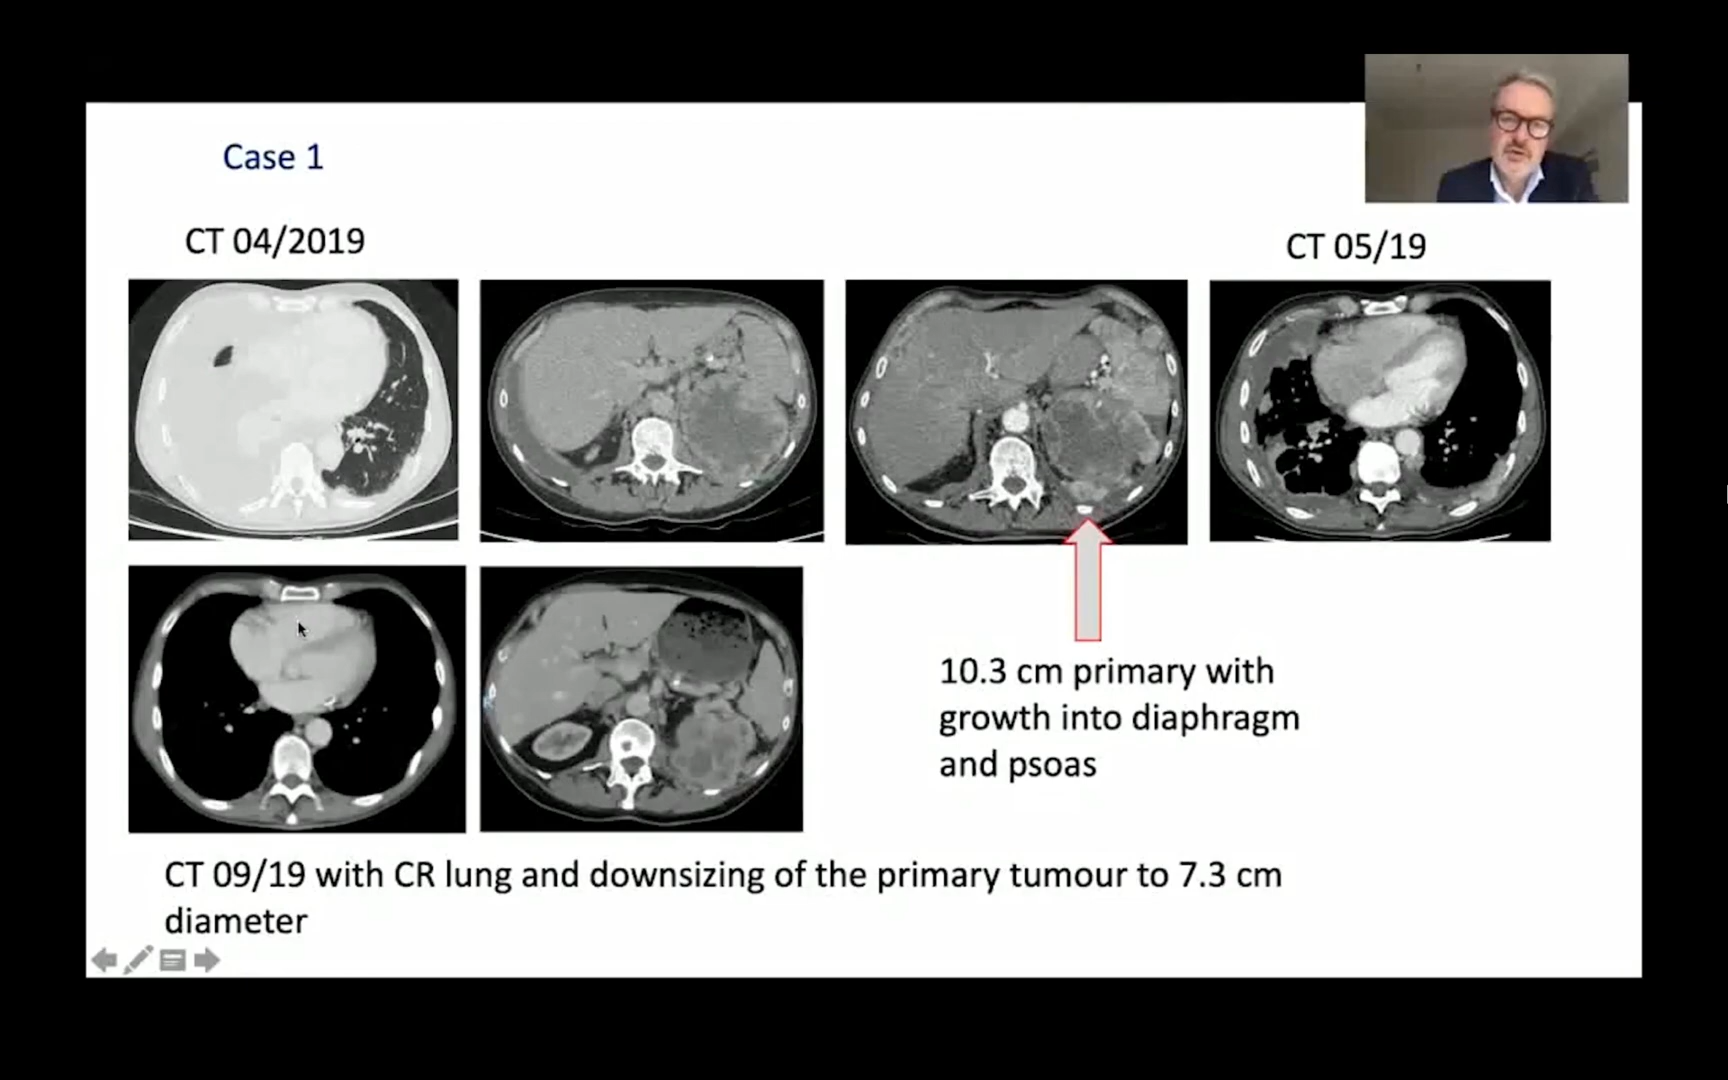 Case 1
CT 04/2019
CT 05/19
10.3 cm primary with
growth into diaphragm
and psoas
CT 09/19 with CR lung and downsizing of the primary tumour to 7.3 cm
diameter